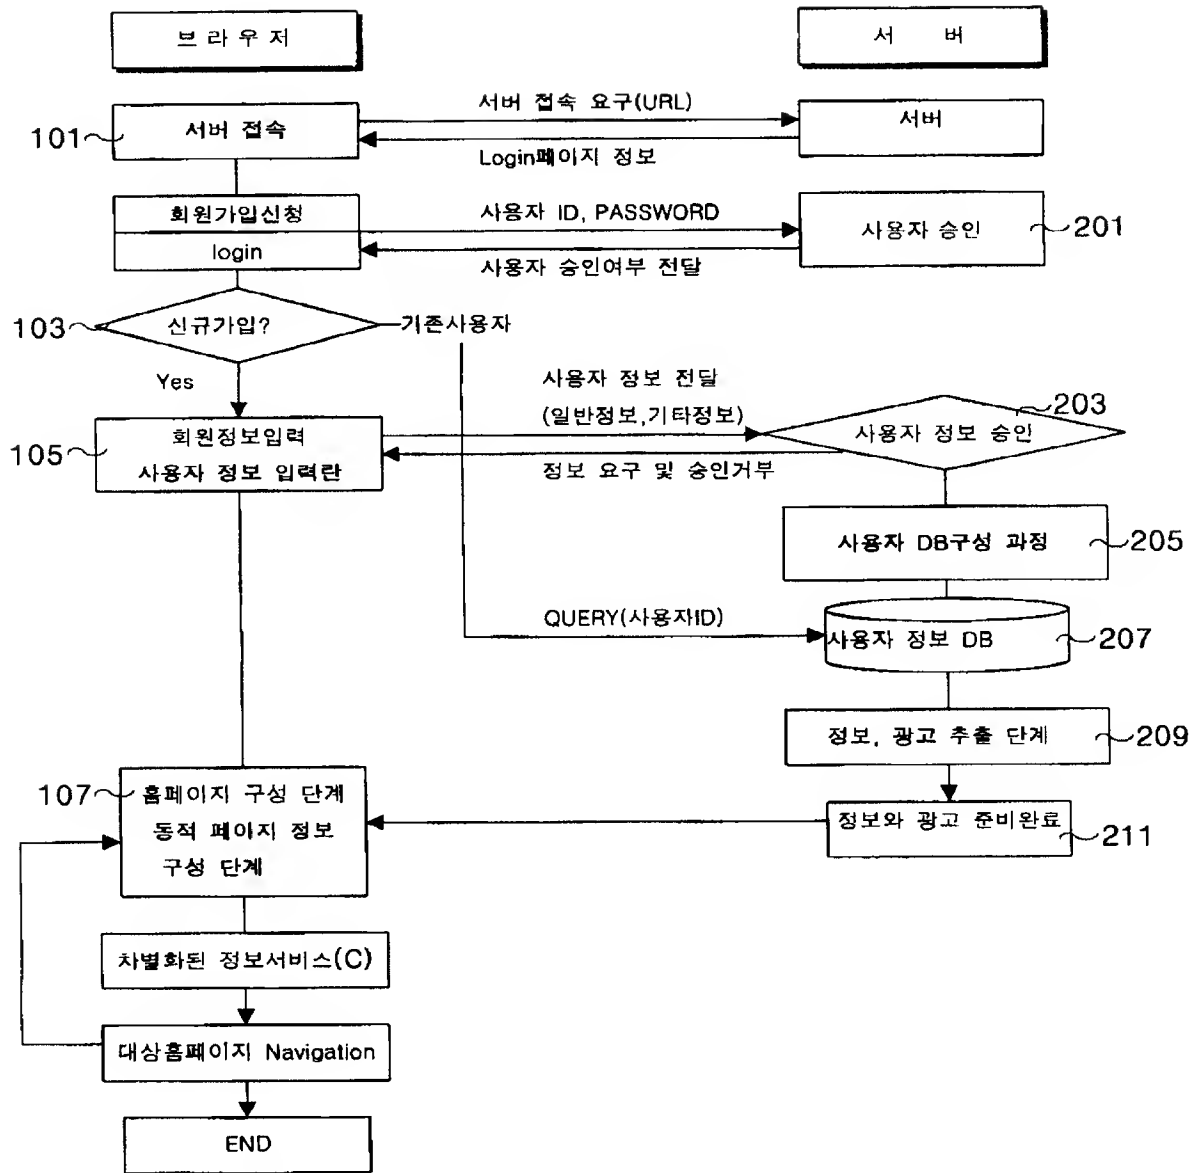 브라우저
서 버
서버 접속 요구(URL)
101
서버 접속
서버
Login페이지 정보
회원가입신청
사용자 ID, PASSWORD
사용자 승인
201
login
사용자 승인여부 전달
103
신규가입?
기존사용자
Yes
사용자 정보 전달
(일반정보,기타정보)
203
사용자 정보 승인
105
회원정보입력
사용자 정보 입력란
정보 요구 및 승인거부
사용자 DB구성 과정
205
QUERY(사용자ID)
사용자 정보 DB
207
정보, 광고 추출 단계
209
107
홈페이지 구성 단계
동적 페이지 정보
구성 단계
정보와 광고 준비완료
211
차별화된 정보서비스(C)
대상홈페이지 Navigation
END